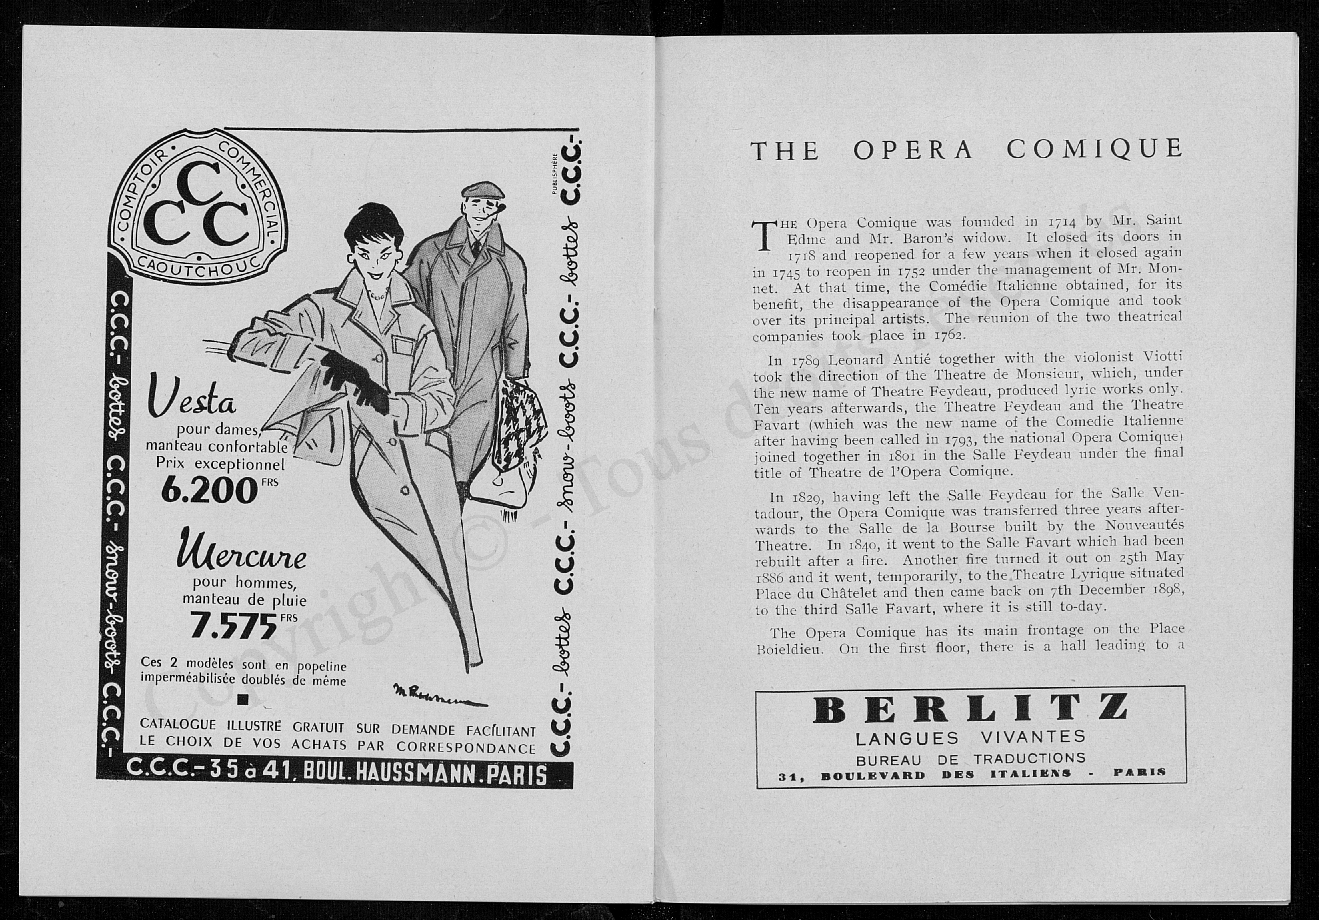 COMPTOIR · COMMERCIAL · CAOUTCHOUC
C
C C
PUBLISPHÈRE
C.C.C.- bottes C.C.C.- snow-boots C.C.C.-
C.C.C.- bottes C.C.C.- snow-boots C.C.C.- bottes C.C.C.-
Vesta
pour dames,
manteau confortable
Prix exceptionnel
6.200 FRS
Mercure
pour hommes,
manteau de pluie
7.575 FRS
Ces 2 modèles sont en popeline
imperméabilisée doublés de même
CATALOGUE ILLUSTRÉ GRATUIT SUR DEMANDE FACILITANT
LE CHOIX DE VOS ACHATS PAR CORRESPONDANCE
C.C.C.-35 à 41, BOUL. HAUSSMANN. PARIS
THE OPERA COMIQUE
THE Opera Comique was founded in 1714 by Mr. Saint
Edme and Mr. Baron's widow. It closed its doors in
1718 and reopened for a few years when it closed again
in 1745 to reopen in 1752 under the management of Mr. Mon-
net. At that time, the Comédie Italienne obtained, for its
benefit, the disappearance of the Opera Comique and took
over its principal artists. The reunion of the two theatrical
companies took place in 1762.
In 1789 Leonard Antié together with the violonist Viotti
took the direction of the Theatre de Monsieur, which, under
the new name of Theatre Feydeau, produced lyric works only.
Ten years afterwards, the Theatre Feydeau and the Theatre
Favart (which was the new name of the Comedie Italienne
after having been called in 1793, the national Opera Comique)
joined together in 1801 in the Salle Feydeau under the final
title of Theatre de l'Opera Comique.
In 1829, having left the Salle Feydeau for the Salle Ven-
tadour, the Opera Comique was transferred three years after-
wards to the Salle de la Bourse built by the Nouveautés
Theatre. In 1840, it went to the Salle Favart which had been
rebuilt after a fire. Another fire turned it out on 25th May
1886 and it went, temporarily, to the Theatre Lyrique situated
Place du Châtelet and then came back on 7th December 1898,
to the third Salle Favart, where it is still to-day.
The Opera Comique has its main frontage on the Place
Boieldieu. On the first floor, there is a hall leading to a
BERLITZ
LANGUES VIVANTES
BUREAU DE TRADUCTIONS
31, BOULEVARD DES ITALIENS - PARIS
Copyright © - Tous droits